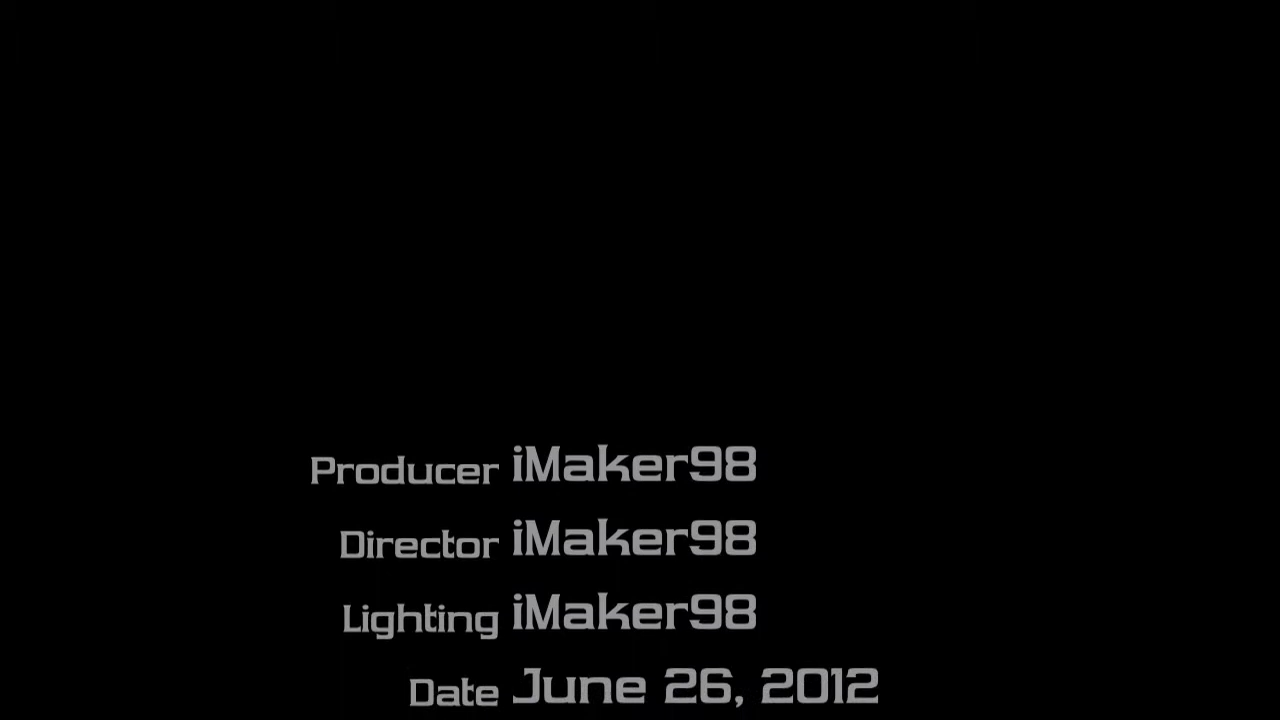 Producer iMaker98
Director iMaker98
Lighting iMaker98
Date June 26, 2012